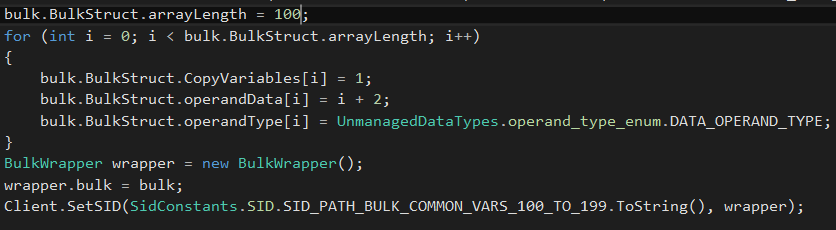 bulk.BulkStruct.arrayLength = 100;
for (int i = 0; i < bulk.BulkStruct.arrayLength; i++)
{
    bulk.BulkStruct.CopyVariables[i] = 1;
    bulk.BulkStruct.operandData[i] = i + 2;
    bulk.BulkStruct.operandType[i] = UnmanagedDataTypes.operand_type_enum.DATA_OPERAND_TYPE;
}
BulkWrapper wrapper = new BulkWrapper();
wrapper.bulk = bulk;
Client.SetSID(SidConstants.SID.SID_PATH_BULK_COMMON_VARS_100_TO_199.ToString(), wrapper);